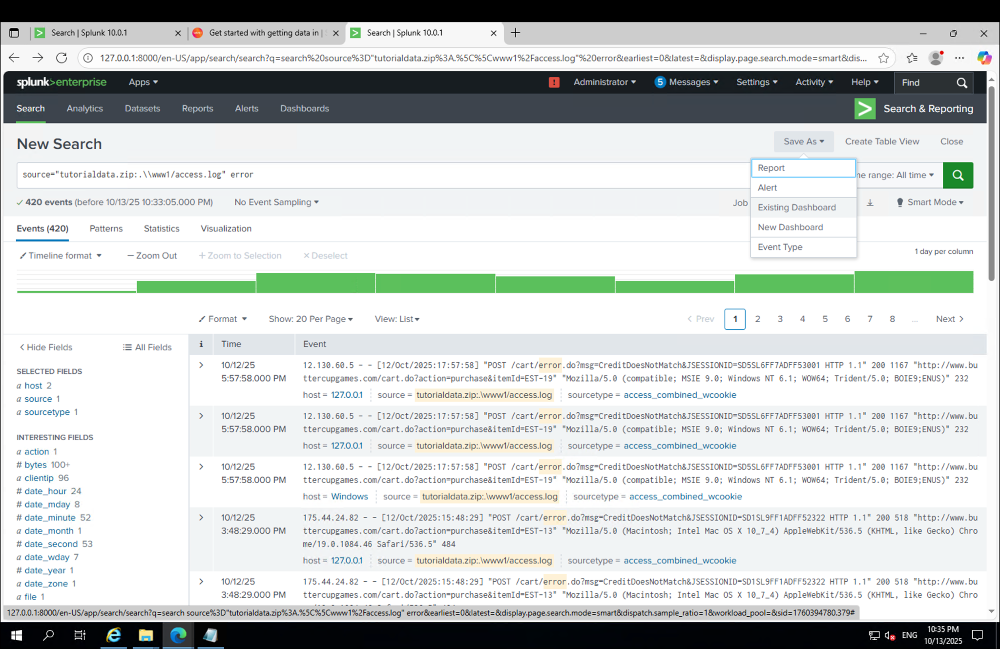 Search | Splunk 10.0.1
Get started with getting data in |
Search | Splunk 10.0.1
127.0.0.1:8000/en-US/app/search/search?q=search%20source%3D"tutorialdata.zip%3A.%5C%5Cwww1%2Faccess.log"%20error&earliest=0&latest=&display.page.search.mode=smart&dis...
splunk>enterprise
Apps
Administrator
5 Messages
Settings
Activity
Help
Find
Search
Analytics
Datasets
Reports
Alerts
Dashboards
Search & Reporting
New Search
Save As
Create Table View
Close
source="tutorialdata.zip:.\\www1/access.log" error
Report
Alert
Existing Dashboard
New Dashboard
Event Type
range: All time
420 events (before 10/13/25 10:33:05.000 PM)
No Event Sampling
Job
Smart Mode
Events (420)
Patterns
Statistics
Visualization
Timeline format
— Zoom Out
+ Zoom to Selection
× Deselect
1 day per column
Format
Show: 20 Per Page
View: List
< Prev
1
2
3
4
5
6
7
8
...
Next >
< Hide Fields
All Fields
i
Time
Event
SELECTED FIELDS
a host 2
a source 1
a sourcetype 1
INTERESTING FIELDS
a action 1
# bytes 100+
a clientip 96
# date_hour 24
# date_mday 8
# date_minute 52
a date_month 1
# date_second 53
a date_wday 7
# date_year 1
a date_zone 1
a file 1
10/12/25
5:57:58.000 PM
12.130.60.5 - - [12/Oct/2025:17:57:58] "POST /cart/error.do?msg=CreditDoesNotMatch&JSESSIONID=SD5SL6FF7ADFF53001 HTTP 1.1" 200 1167 "http://www.bu
ttercupgames.com/cart.do?action=purchase&itemId=EST-19" "Mozilla/5.0 (compatible; MSIE 9.0; Windows NT 6.1; WOW64; Trident/5.0; BOIE9;ENUS)" 232
host = 127.0.0.1 source = tutorialdata.zip:.\www1/access.log sourcetype = access_combined_wcookie
10/12/25
5:57:58.000 PM
12.130.60.5 - - [12/Oct/2025:17:57:58] "POST /cart/error.do?msg=CreditDoesNotMatch&JSESSIONID=SD5SL6FF7ADFF53001 HTTP 1.1" 200 1167 "http://www.bu
ttercupgames.com/cart.do?action=purchase&itemId=EST-19" "Mozilla/5.0 (compatible; MSIE 9.0; Windows NT 6.1; WOW64; Trident/5.0; BOIE9;ENUS)" 232
host = 127.0.0.1 source = tutorialdata.zip:.\www1/access.log sourcetype = access_combined_wcookie
10/12/25
5:57:58.000 PM
12.130.60.5 - - [12/Oct/2025:17:57:58] "POST /cart/error.do?msg=CreditDoesNotMatch&JSESSIONID=SD5SL6FF7ADFF53001 HTTP 1.1" 200 1167 "http://www.bu
ttercupgames.com/cart.do?action=purchase&itemId=EST-19" "Mozilla/5.0 (compatible; MSIE 9.0; Windows NT 6.1; WOW64; Trident/5.0; BOIE9;ENUS)" 232
host = Windows source = tutorialdata.zip:.\www1/access.log sourcetype = access_combined_wcookie
10/12/25
3:48:29.000 PM
175.44.24.82 - - [12/Oct/2025:15:48:29] "POST /cart/error.do?msg=CreditDoesNotMatch&JSESSIONID=SD1SL9FF1ADFF52322 HTTP 1.1" 200 518 "http://www.bu
ttercupgames.com/cart.do?action=purchase&itemId=EST-13" "Mozilla/5.0 (Macintosh; Intel Mac OS X 10_7_4) AppleWebKit/536.5 (KHTML, like Gecko) Chro
me/19.0.1084.46 Safari/536.5" 484
host = 127.0.0.1 source = tutorialdata.zip:.\www1/access.log sourcetype = access_combined_wcookie
10/12/25
3:48:29.000 PM
175.44.24.82 - - [12/Oct/2025:15:48:29] "POST /cart/error.do?msg=CreditDoesNotMatch&JSESSIONID=SD1SL9FF1ADFF52322 HTTP 1.1" 200 518 "http://www.bu
ttercupgames.com/cart.do?action=purchase&itemId=EST-13" "Mozilla/5.0 (Macintosh; Intel Mac OS X 10_7_4) AppleWebKit/536.5 (KHTML, like Gecko) Chro
127.0.0.1:8000/en-US/app/search/search?q=search source%3D"tutorialdata.zip%3A.%5C%5Cwww1%2Faccess.log" error&earliest=0&latest=&display.page.search.mode=smart&dispatch.sample_ratio=1&workload_pool=&sid=1760394780.379#
ENG
10:35 PM
10/13/2025